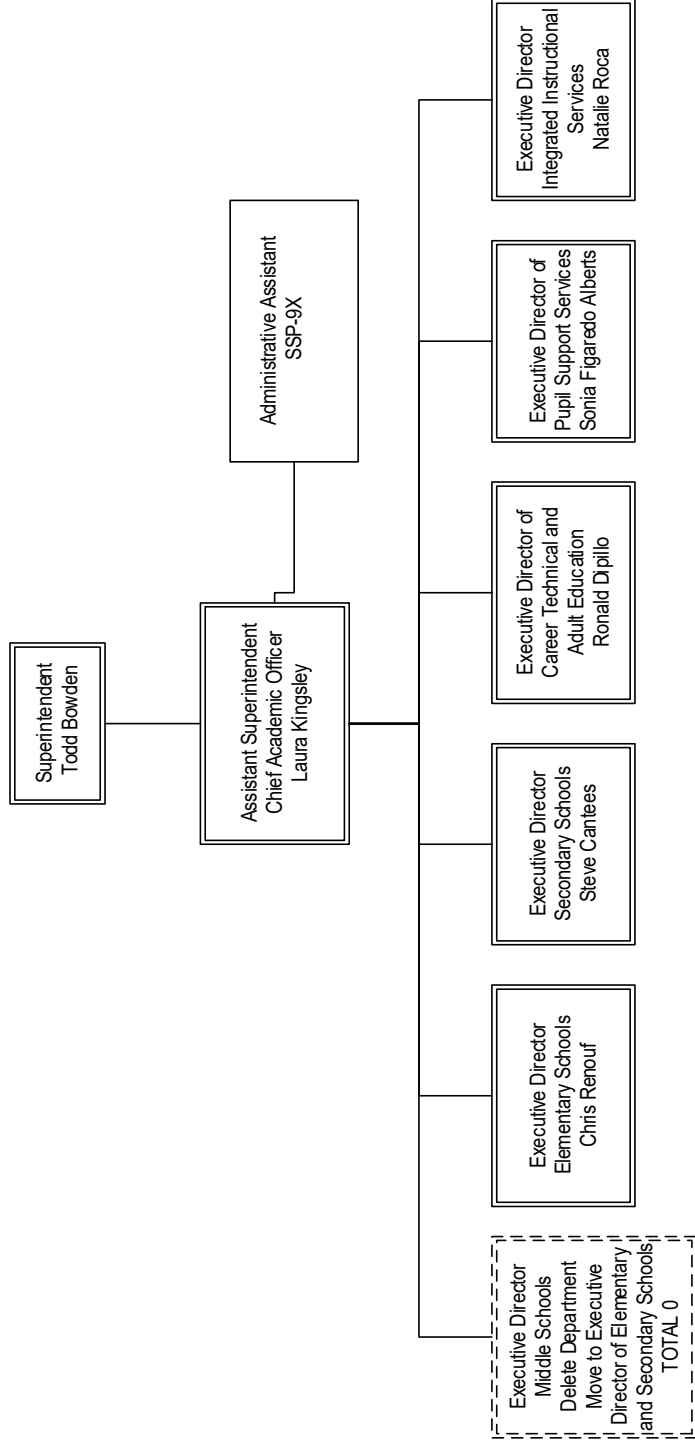 Superintendent
Todd Bowden
Assistant Superintendent
Chief Academic Officer
Laura Kingsley
Administrative Assistant
SSP-9X
Executive Director
Middle Schools
Delete Department
Move to Executive
Director of Elementary
and Secondary Schools
TOTAL 0
Executive Director
Elementary Schools
Chris Renouf
Executive Director
Secondary Schools
Steve Cantees
Executive Director of
Career Technical and
Adult Education
Ronald Dipillo
Executive Director of
Pupil Support Services
Sonia Figaredo Alberts
Executive Director
Integrated Instructional
Services
Natalie Roca